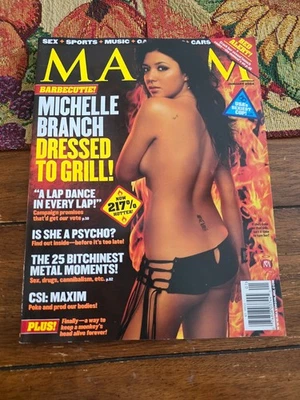 SEX ★ SPORTS ★ MUSIC ★ CARS
MAXIM
BARBECUTIE!
MICHELLE
BRANCH
DRESSED
TO GRILL!
"A LAP DANCE
IN EVERY LAP!"
Campaign promises
that'd get our vote p.58
NOW
217%
HOTTER!
IS SHE A PSYCHO?
Find out inside—before it's too late!
THE 25 BITCHINEST
METAL MOMENTS!
Sex, drugs, cannibalism, etc.
CSI: MAXIM
Poke and prod our bodies!
PLUS!
Finally—a way to
keep a monkey's
head alive forever!